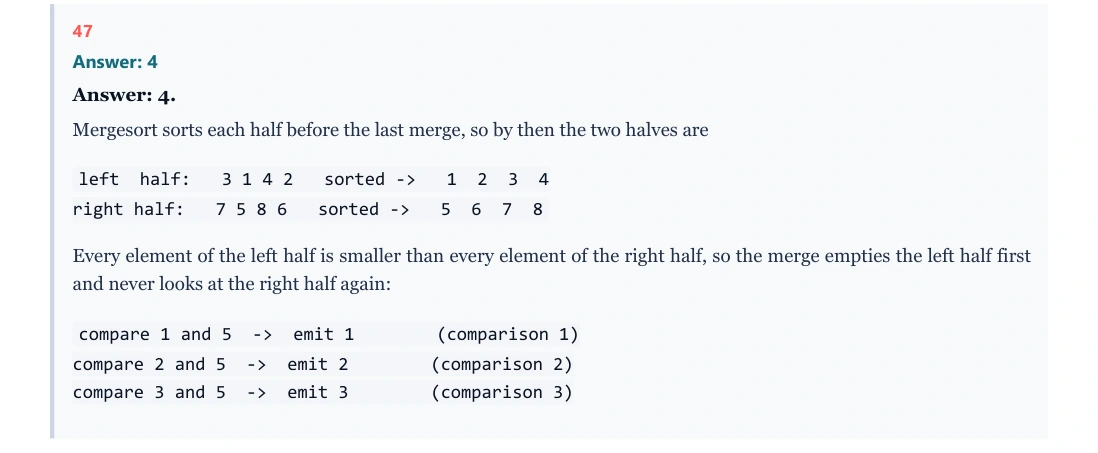 47
Answer: 4
Answer: 4.
Mergesort sorts each half before the last merge, so by then the two halves are
left  half:   3 1 4 2   sorted ->   1  2  3  4
right half:   7 5 8 6   sorted ->   5  6  7  8
Every element of the left half is smaller than every element of the right half, so the merge empties the left half first
and never looks at the right half again:
compare 1 and 5  ->  emit 1        (comparison 1)
compare 2 and 5  ->  emit 2        (comparison 2)
compare 3 and 5  ->  emit 3        (comparison 3)